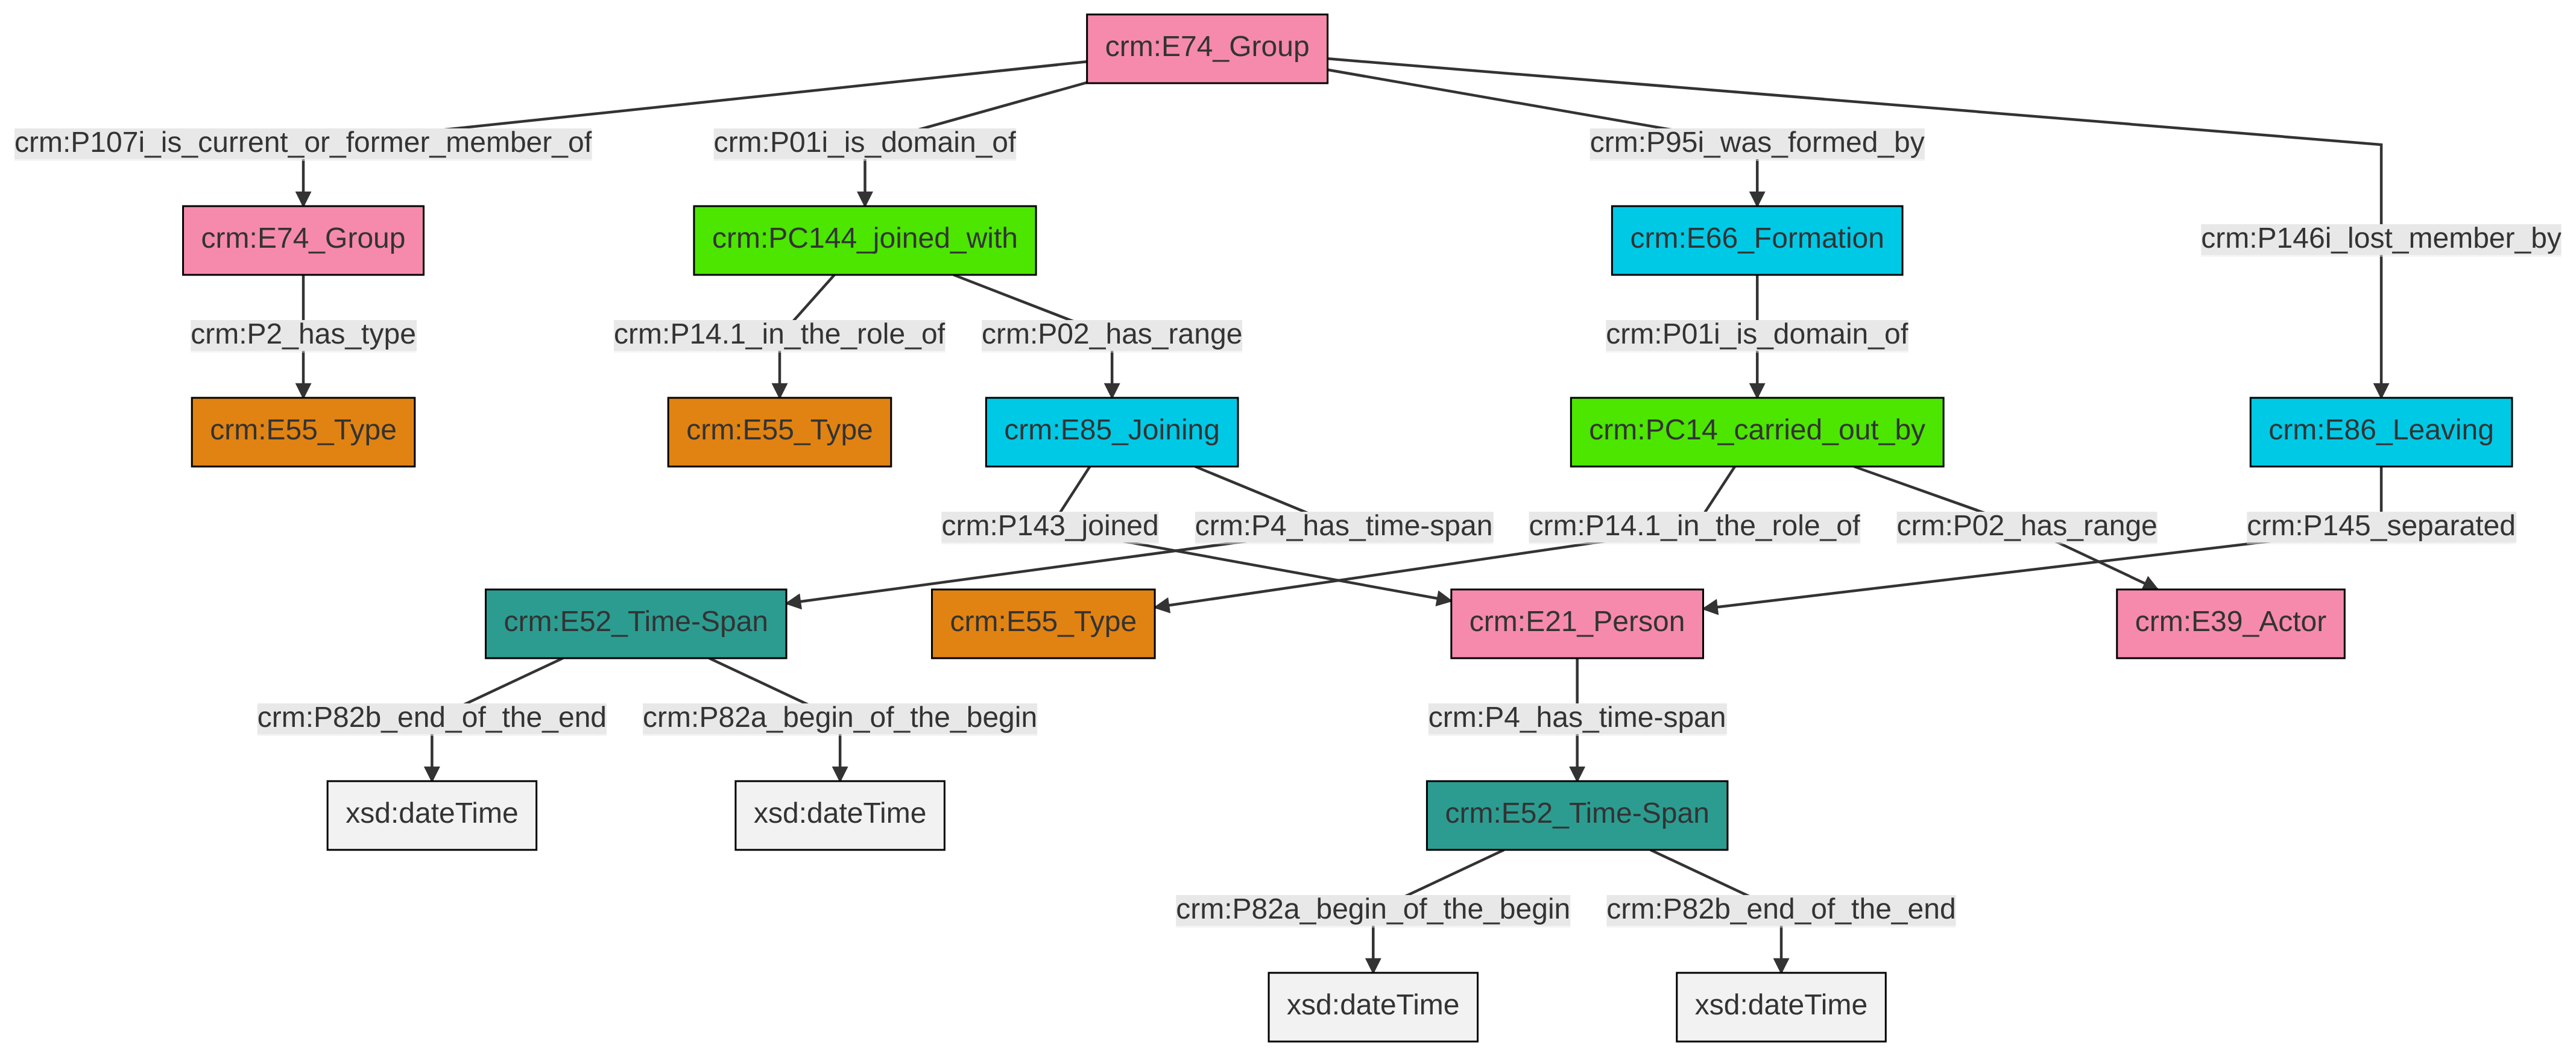 crm:E74_Group
crm:P107i_is_current_or_former_member_of
crm:P01i_is_domain_of
crm:P95i_was_formed_by
crm:E74_Group
crm:PC144_joined_with
crm:E66_Formation
crm:P146i_lost_member_by
crm:P2_has_type
crm:P14.1_in_the_role_of
crm:P02_has_range
crm:P01i_is_domain_of
crm:E55_Type
crm:E55_Type
crm:E85_Joining
crm:PC14_carried_out_by
crm:E86_Leaving
crm:P143_joined
crm:P4_has_time-span
crm:P14.1_in_the_role_of
crm:P02_has_range
crm:P145_separated
crm:E52_Time-Span
crm:E55_Type
crm:E21_Person
crm:E39_Actor
crm:P82b_end_of_the_end
crm:P82a_begin_of_the_begin
crm:P4_has_time-span
xsd:dateTime
xsd:dateTime
crm:E52_Time-Span
crm:P82a_begin_of_the_begin
crm:P82b_end_of_the_end
xsd:dateTime
xsd:dateTime